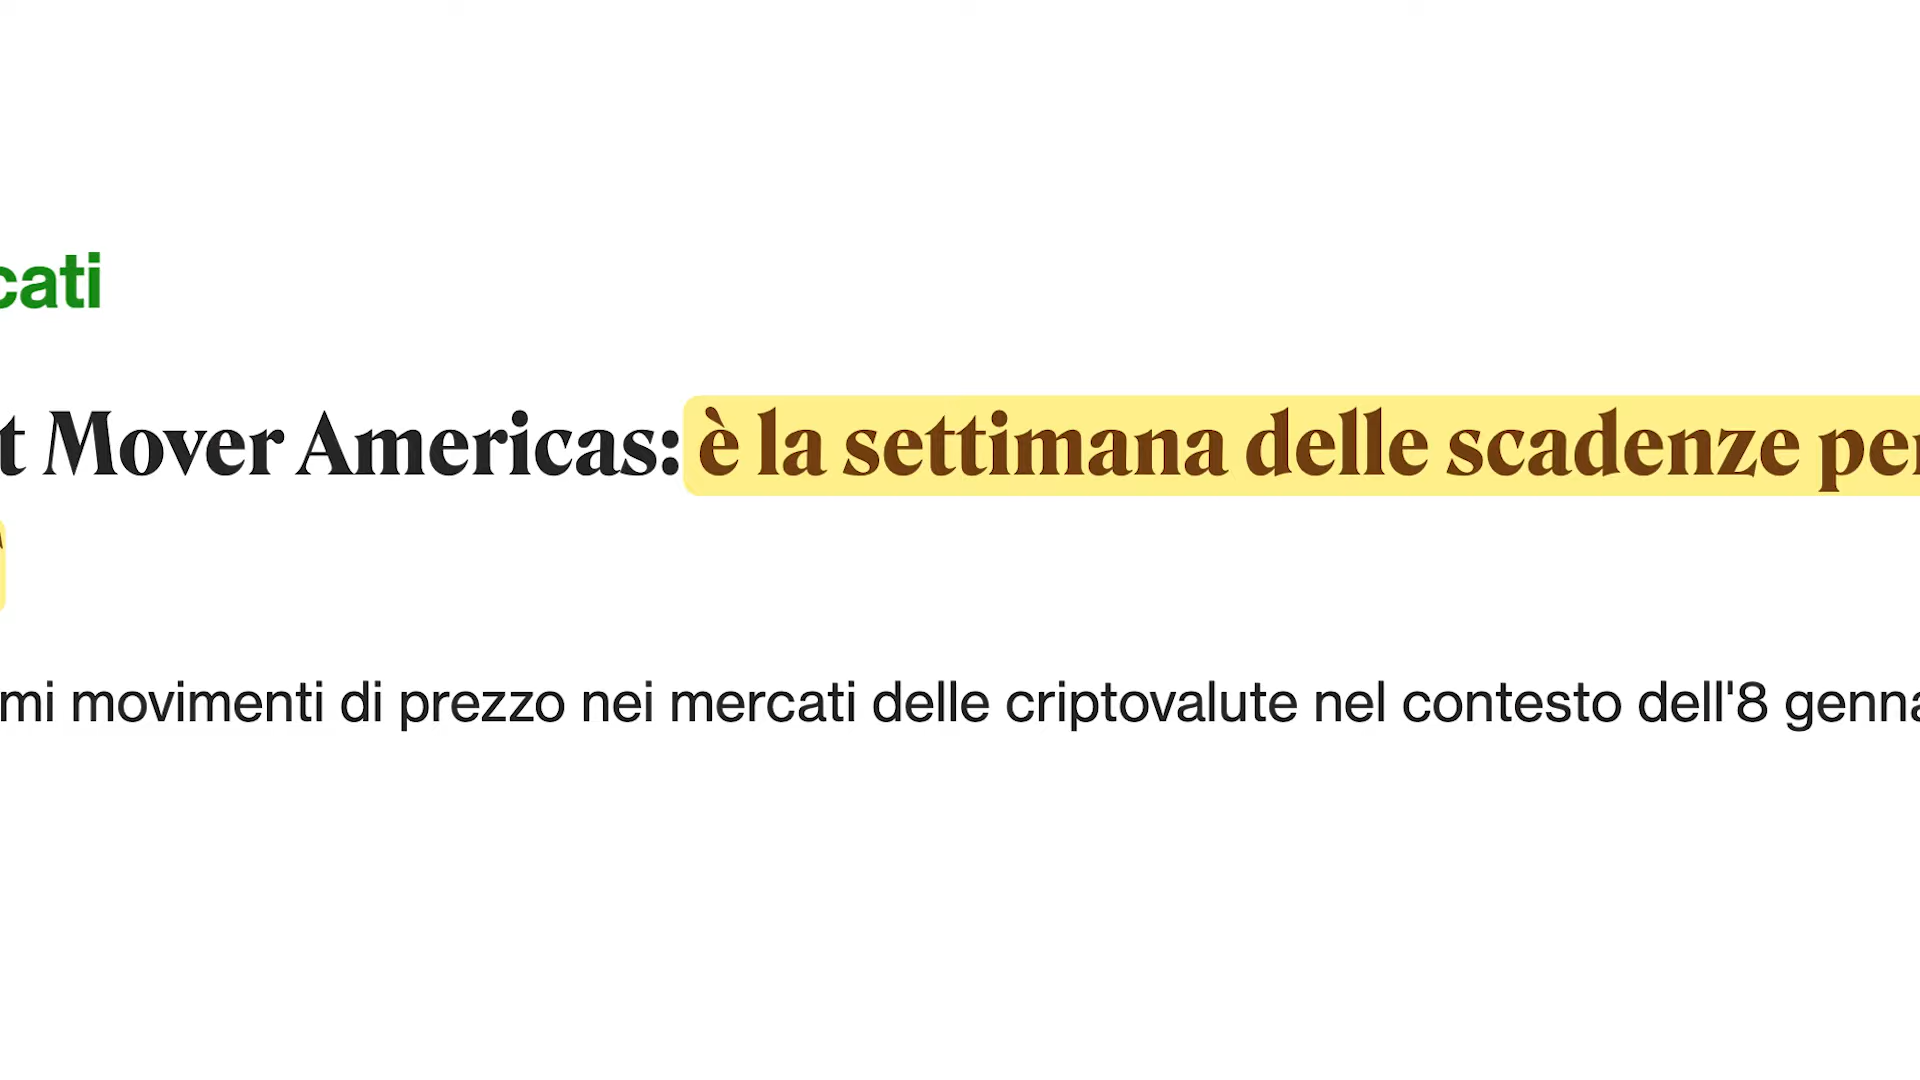 cati
t Mover Americas: è la settimana delle scadenze per
mi movimenti di prezzo nei mercati delle criptovalute nel contesto dell'8 genna